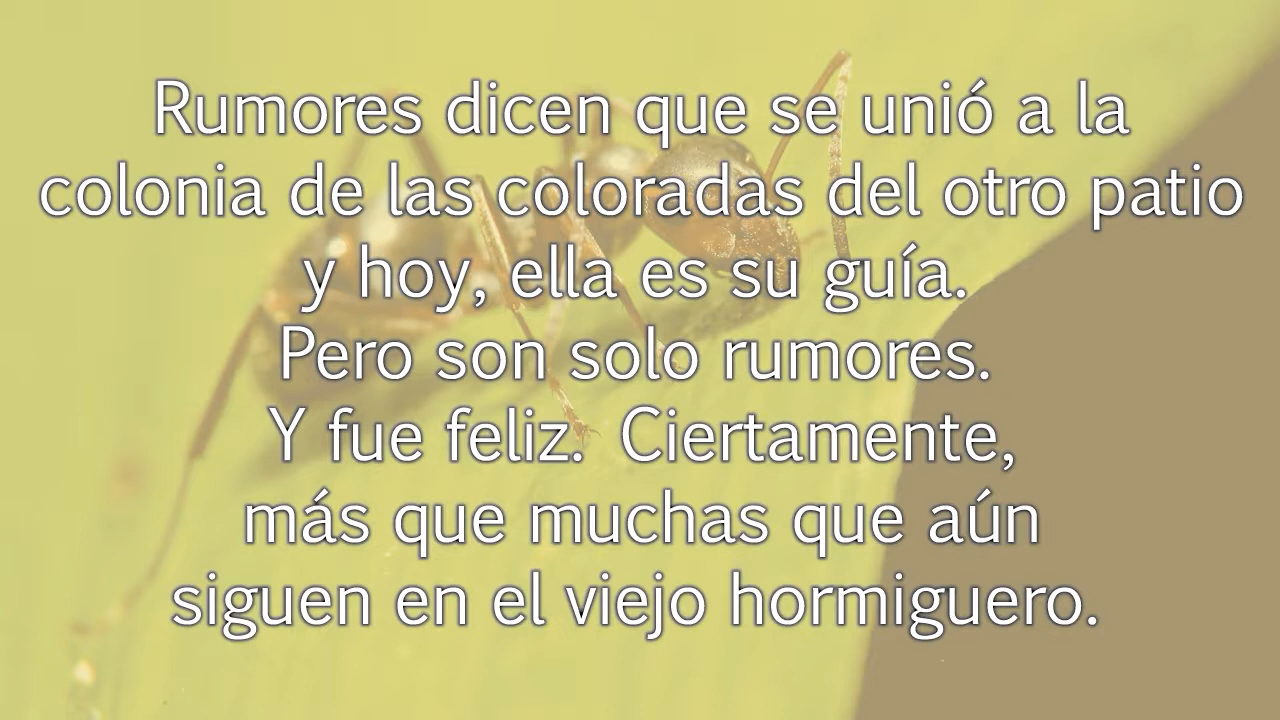 Rumores dicen que se unió a la
colonia de las coloradas del otro patio
y hoy, ella es su guía.
Pero son solo rumores.
Y fue feliz. Ciertamente,
más que muchas que aún
siguen en el viejo hormiguero.